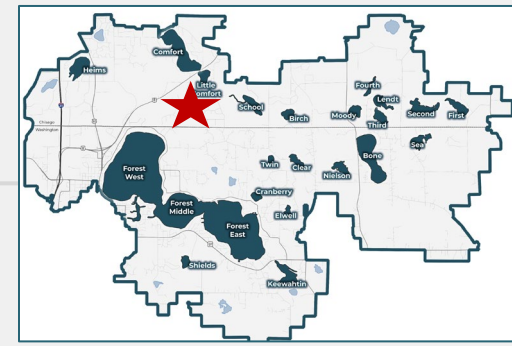 Comfort
Heims
Little
Comfort
School
Birch
Fourth
Lendt
Moody
Third
Second
First
Sea
Bone
Chisago
Washington
Forest
West
Twin
Clear
Nielson
Cranberry
Forest
Middle
Elwell
Forest
East
Shields
Keewahtin